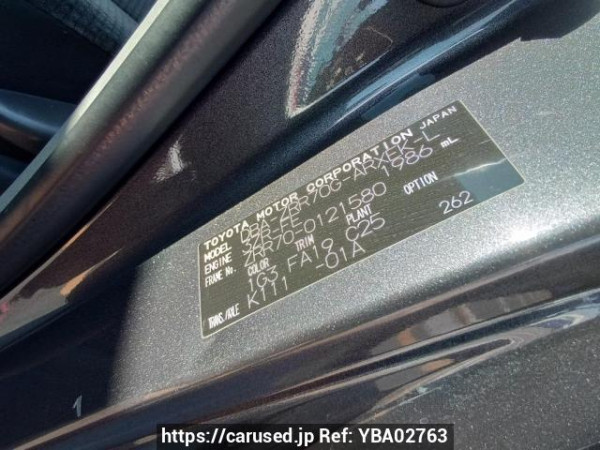 TOYOTA MOTOR CORPORATION JAPAN
MODEL DBA-ZRR70G-ARXEK-L
ENGINE 3ZR-FE 1986 mL
FRAME No. ZRR70-0121580
COLOR TRIM PLANT OPTION
1G3 FA19 C25 262
TRANS./AXLE K111 -01A
https://carused.jp Ref: YBA02763